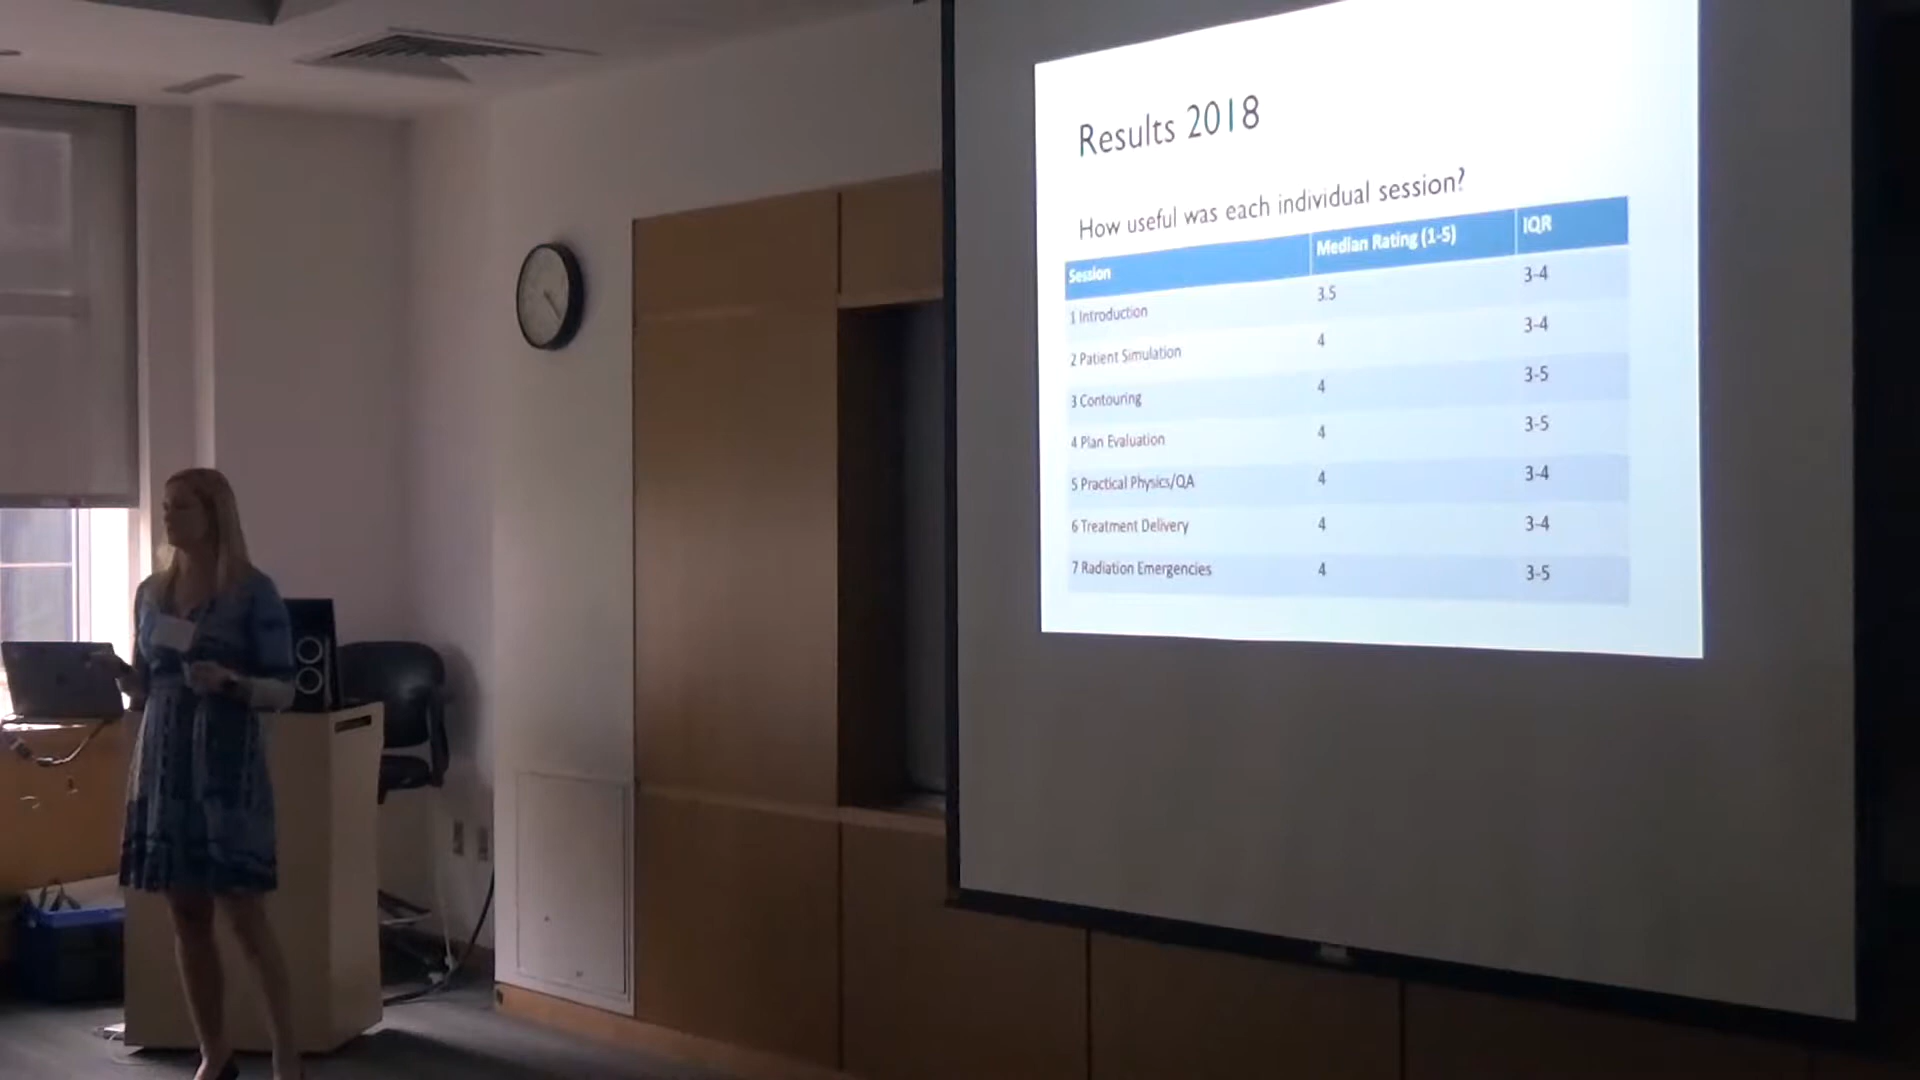 Results 2018
How useful was each individual session?
Session Median Rating (1-5) IQR
1 Introduction 3.5 3-4
2 Patient Simulation 4 3-4
3 Contouring 4 3-5
4 Plan Evaluation 4 3-5
5 Practical Physics/QA 4 3-4
6 Treatment Delivery 4 3-4
7 Radiation Emergencies 4 3-5